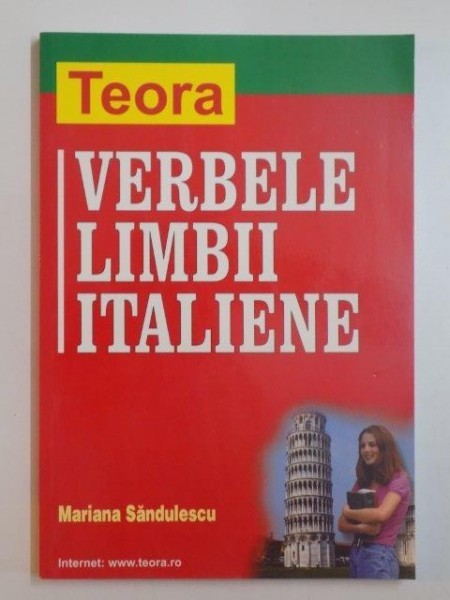 Teora
VERBELE
LIMBII
ITALIENE
Mariana Săndulescu
Internet: www.teora.ro